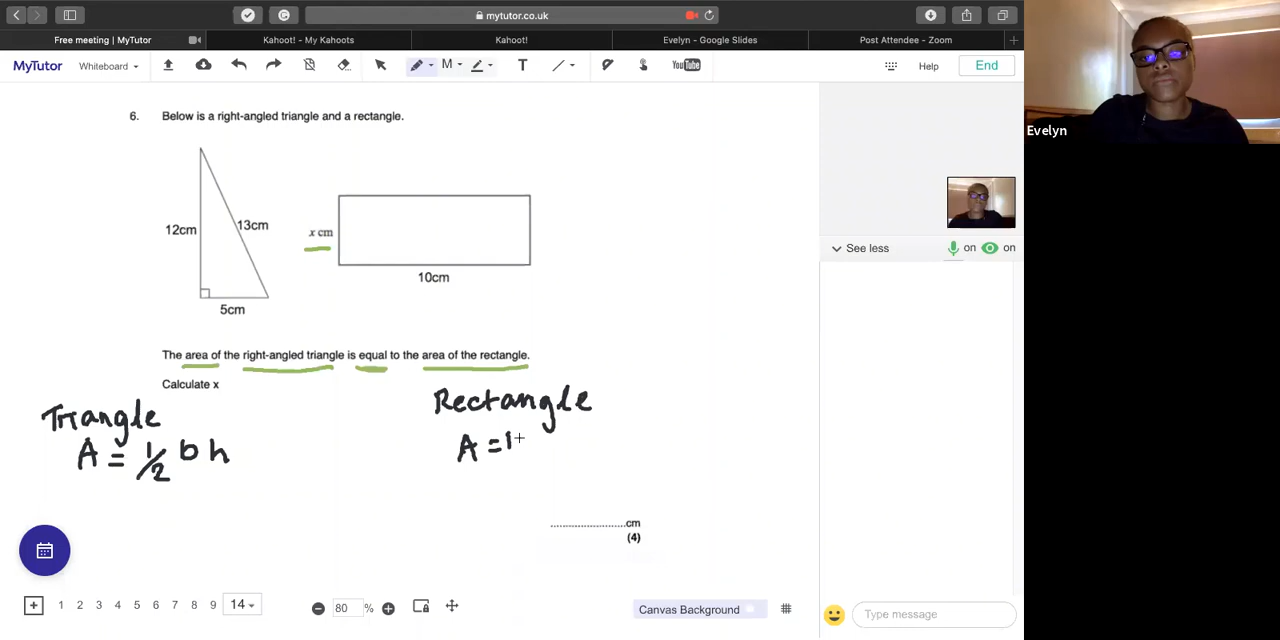 mytutor.co.uk
Free meeting | MyTutor
Kahoot! - My Kahoots
Kahoot!
Evelyn - Google Slides
Post Attendee - Zoom
MyTutor
Whiteboard
M
T
YouTube
Help
End
Evelyn
6. Below is a right-angled triangle and a rectangle.
12cm
13cm
x cm
10cm
5cm
The area of the right-angled triangle is equal to the area of the rectangle.
Calculate x
Triangle
A = 1/2 b h
Rectangle
A = l
cm
(4)
See less
on
on
1 2 3 4 5 6 7 8 9 14
80 %
Canvas Background
Type message